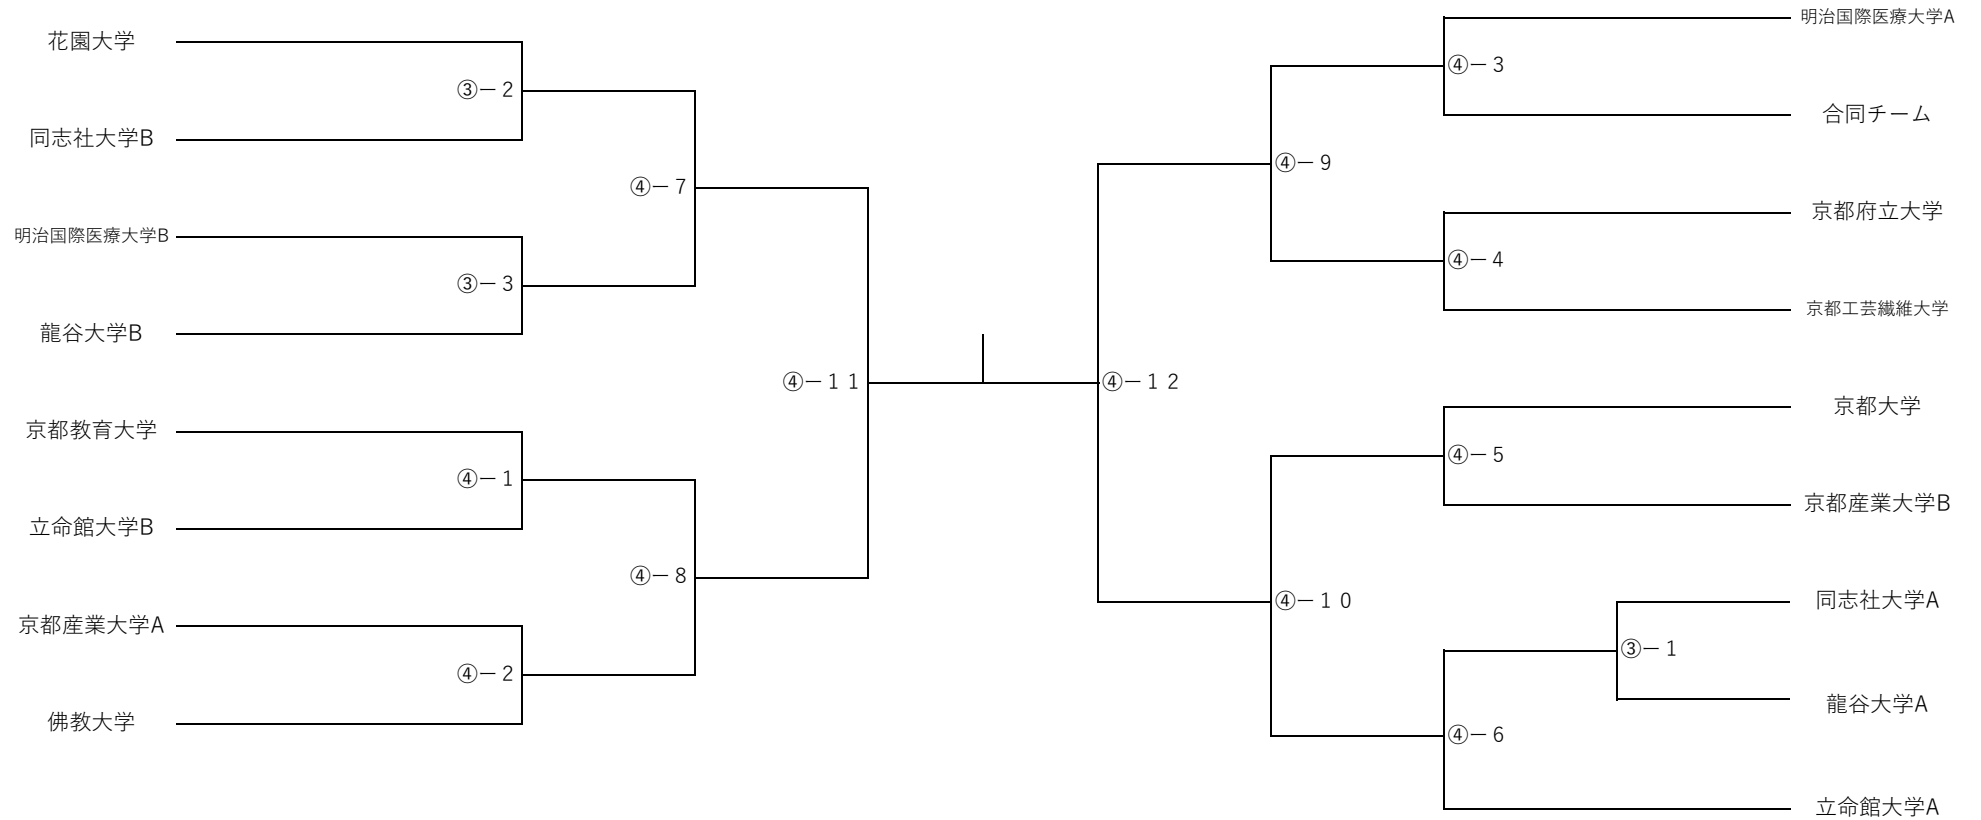 花園大学
③－２
同志社大学B
④－７
明治国際医療大学B
③－３
龍谷大学B
④－１１
京都教育大学
④－１
立命館大学B
④－８
京都産業大学A
④－２
佛教大学
明治国際医療大学A
④－３
合同チーム
④－９
京都府立大学
④－４
京都工芸繊維大学
④－１２
京都大学
④－５
京都産業大学B
④－１０
同志社大学A
③－１
龍谷大学A
④－６
立命館大学A